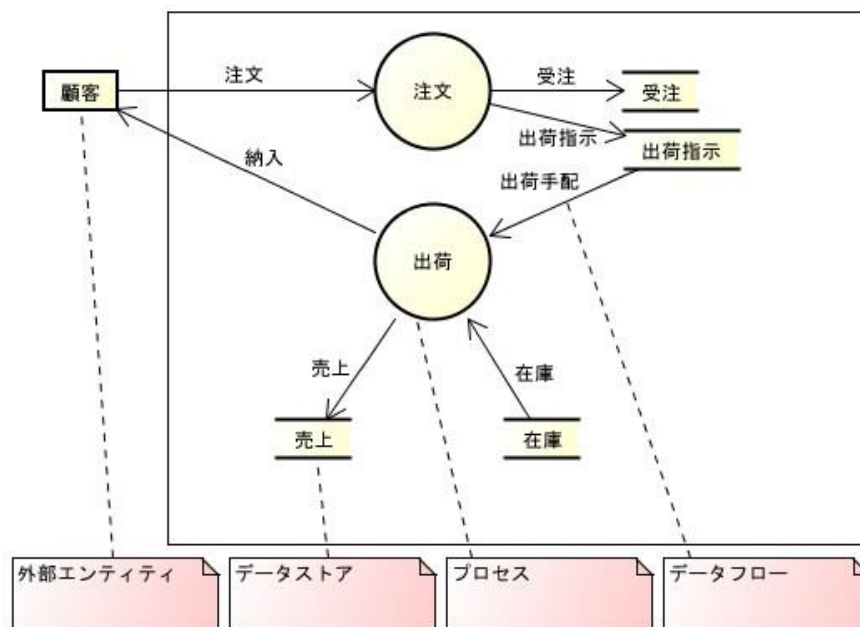 注文
受注
顧客
注文
受注
出荷指示
出荷指示
納入
出荷手配
出荷
売上
在庫
売上
在庫
外部エンティティ
データストア
プロセス
データフロー